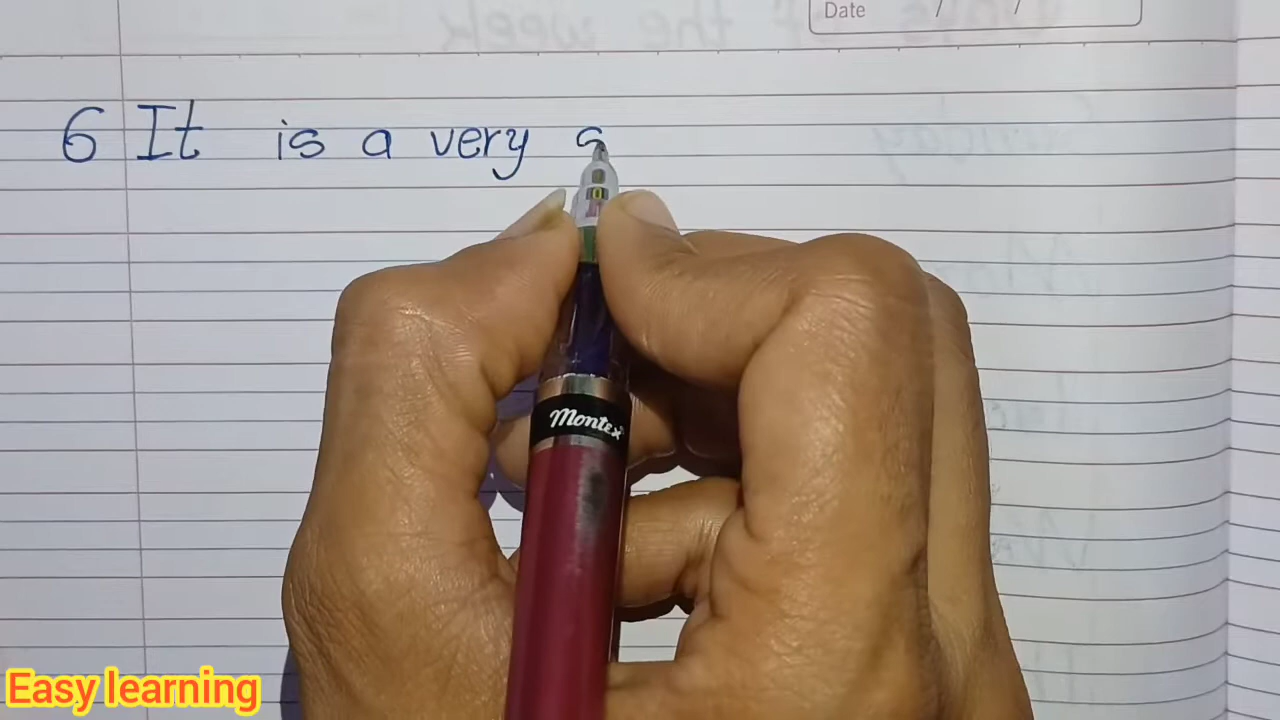 Date / /
6 It is a very s
Montex
Easy learning